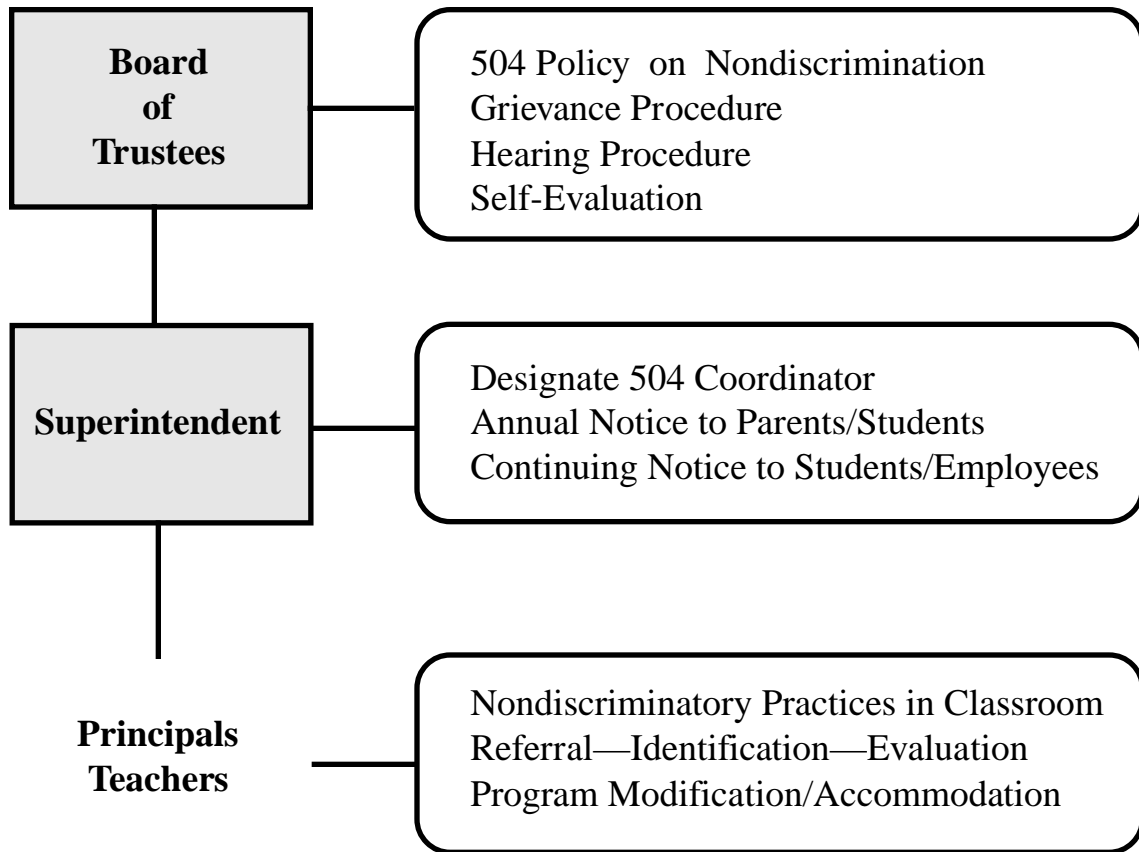 Board
of
Trustees
504 Policy on Nondiscrimination
Grievance Procedure
Hearing Procedure
Self-Evaluation
Superintendent
Designate 504 Coordinator
Annual Notice to Parents/Students
Continuing Notice to Students/Employees
Principals
Teachers
Nondiscriminatory Practices in Classroom
Referral—Identification—Evaluation
Program Modification/Accommodation